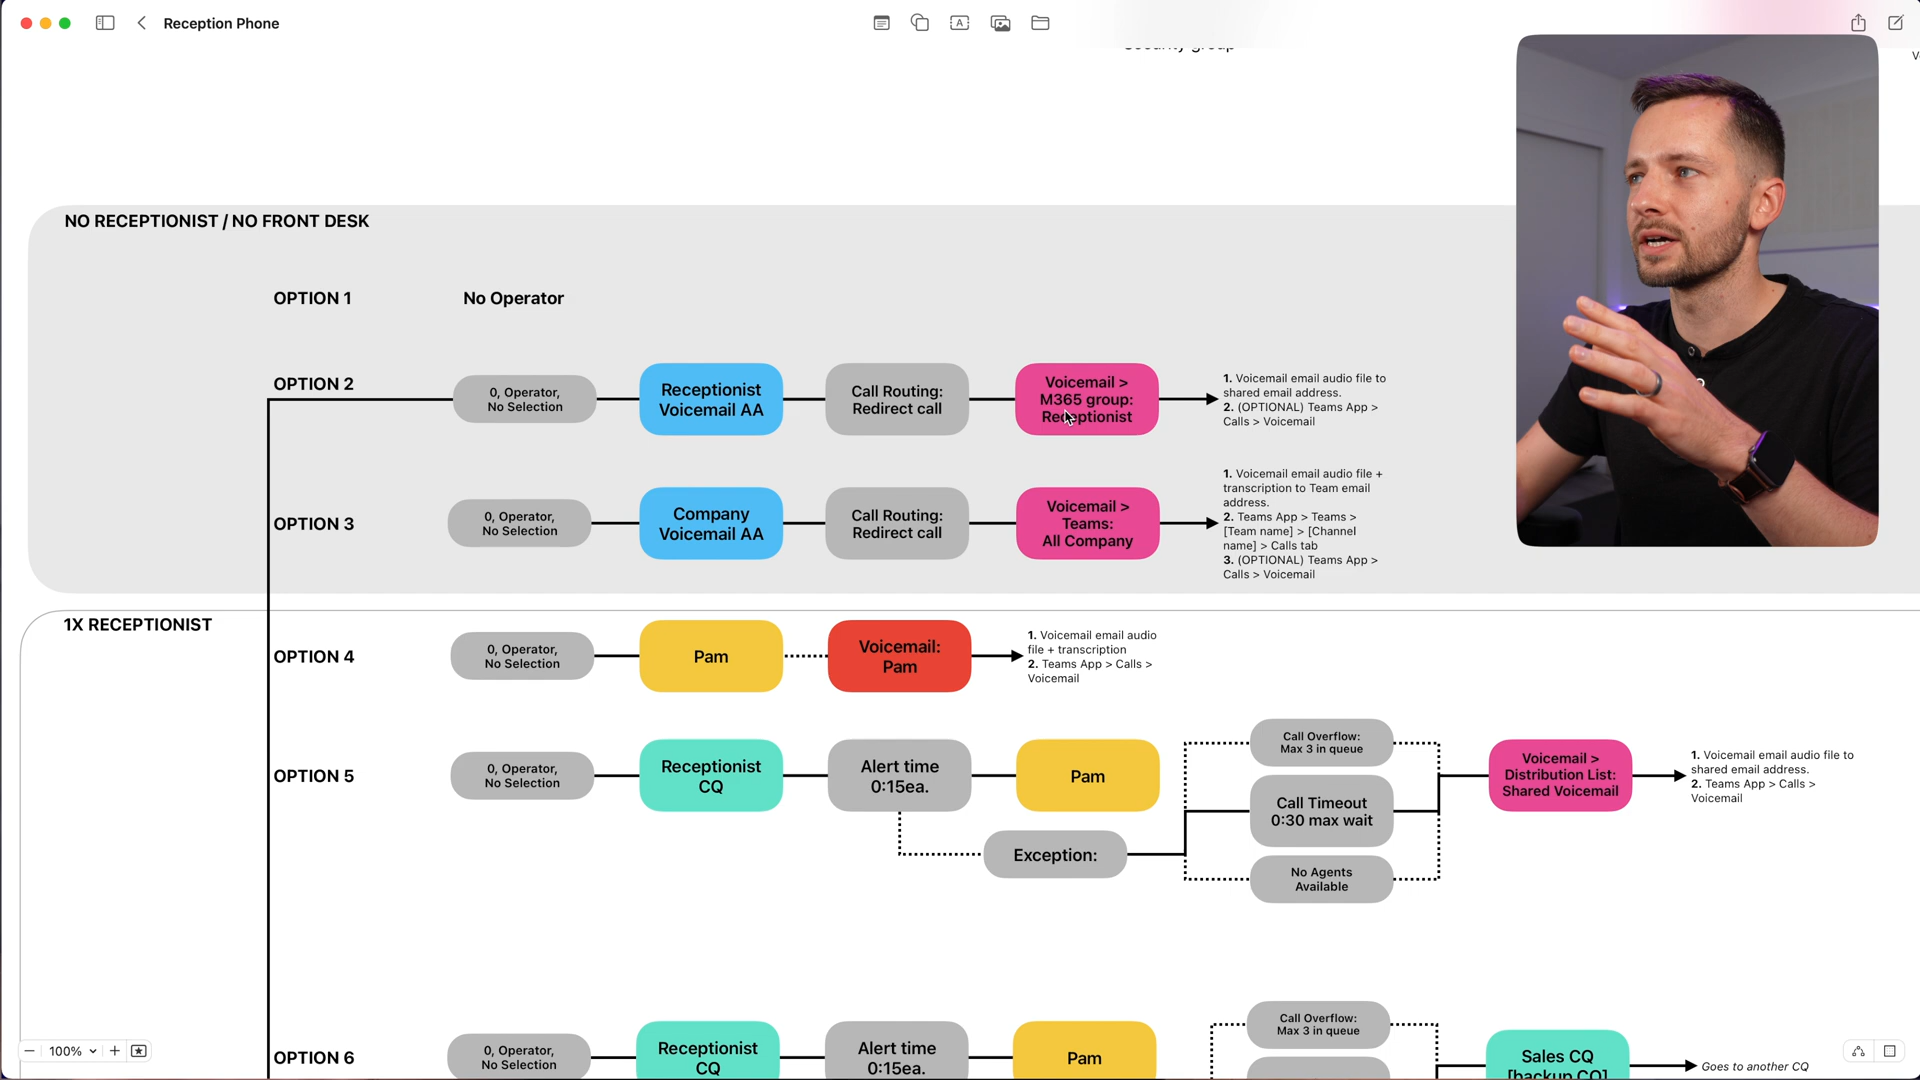 Reception Phone
NO RECEPTIONIST / NO FRONT DESK
OPTION 1
No Operator
OPTION 2
0, Operator,
No Selection
Receptionist
Voicemail AA
Call Routing:
Redirect call
Voicemail >
M365 group:
Receptionist
1. Voicemail email audio file to
shared email address.
2. (OPTIONAL) Teams App >
Calls > Voicemail
OPTION 3
0, Operator,
No Selection
Company
Voicemail AA
Call Routing:
Redirect call
Voicemail >
Teams:
All Company
1. Voicemail email audio file +
transcription to Team email
address.
2. Teams App > Teams >
[Team name] > [Channel
name] > Calls tab
3. (OPTIONAL) Teams App >
Calls > Voicemail
1X RECEPTIONIST
OPTION 4
0, Operator,
No Selection
Pam
Voicemail:
Pam
1. Voicemail email audio
file + transcription
2. Teams App > Calls >
Voicemail
OPTION 5
0, Operator,
No Selection
Receptionist
CQ
Alert time
0:15ea.
Pam
Exception:
Call Overflow:
Max 3 in queue
Call Timeout
0:30 max wait
No Agents
Available
Voicemail >
Distribution List:
Shared Voicemail
1. Voicemail email audio file to
shared email address.
2. Teams App > Calls >
Voicemail
OPTION 6
0, Operator,
No Selection
Receptionist
CQ
Alert time
0:15ea.
Pam
Call Overflow:
Max 3 in queue
Sales CQ
[backup CQ]
Goes to another CQ
100%